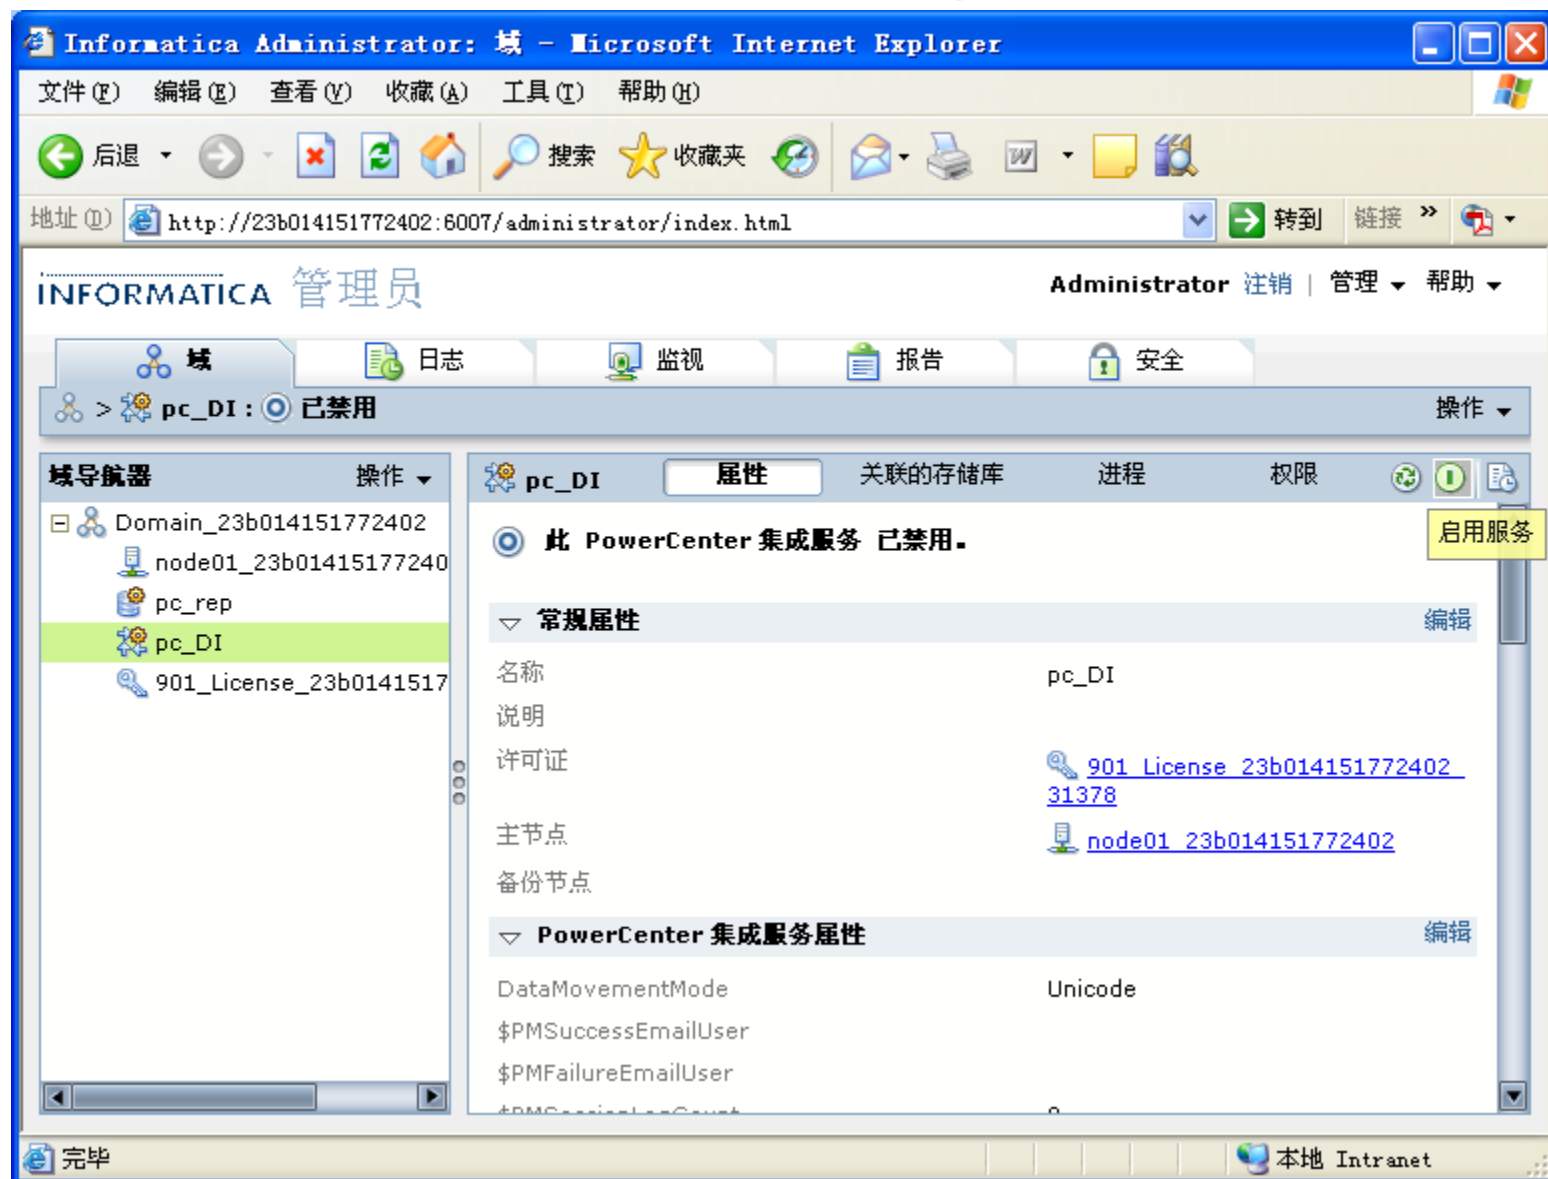 Informatica Administrator: 域 - Microsoft Internet Explorer
文件(F) 编辑(E) 查看(V) 收藏(A) 工具(T) 帮助(H)
后退 搜索 收藏夹
地址(D) http://23b014151772402:6007/administrator/index.html 转到 链接 »
INFORMATICA 管理员 Administrator 注销 | 管理 帮助
域 日志 监视 报告 安全
> pc_DI : 已禁用 操作
域导航器 操作
Domain_23b014151772402
node01_23b01415177240
pc_rep
pc_DI
901_License_23b0141517
pc_DI 属性 关联的存储库 进程 权限
启用服务
此 PowerCenter 集成服务 已禁用。
常规属性 编辑
名称 pc_DI
说明
许可证 901_License_23b014151772402_
31378
主节点 node01_23b014151772402
备份节点
PowerCenter 集成服务属性 编辑
DataMovementMode Unicode
$PMSuccessEmailUser
$PMFailureEmailUser
完毕 本地 Intranet